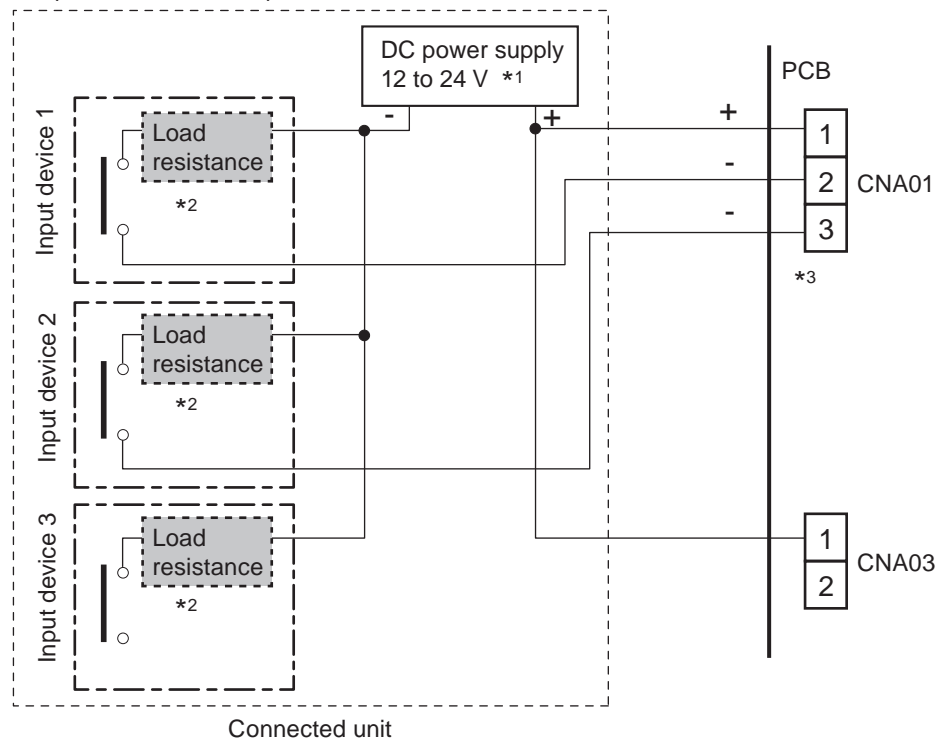 DC power supply
12 to 24 V *1
PCB
-
+
+
Input device 1
Load
resistance
*2
1
-
2
CNA01
-
3
*3
Input device 2
Load
resistance
*2
Input device 3
Load
resistance
*2
1
2
CNA03
Connected unit